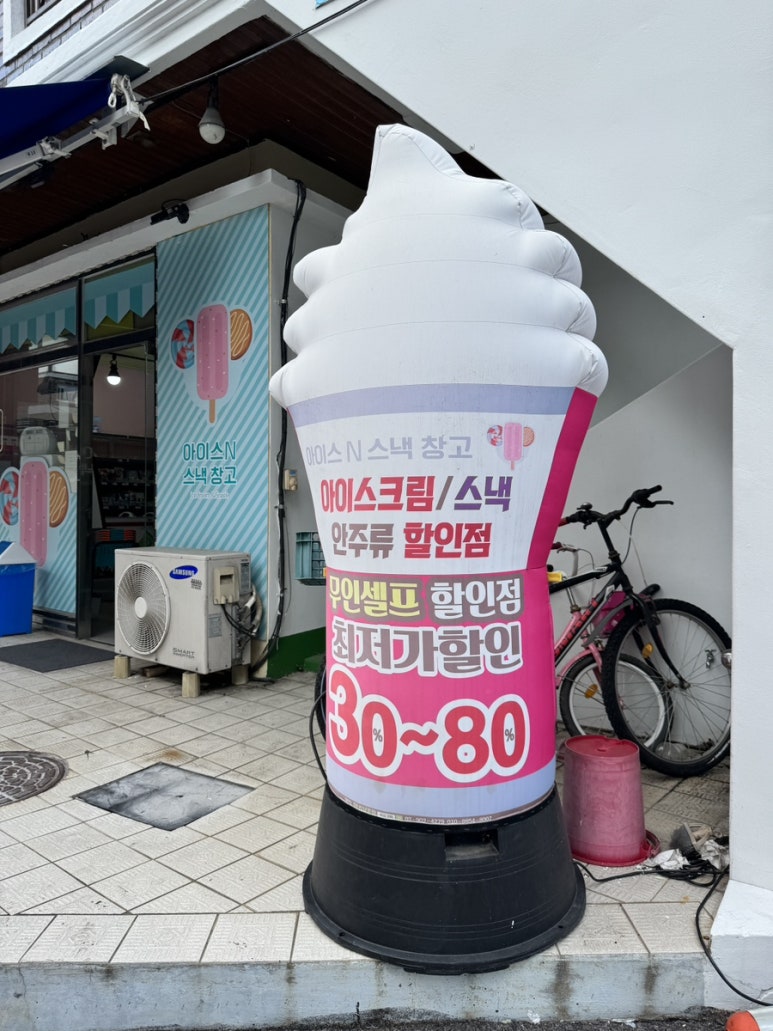 아이스 N
스낵 창고
SAMSUNG
SMART
아이스 N 스낵 창고
아이스크림/스낵
안주류 할인점
무인셀프 할인점
최저가할인
30%~80%